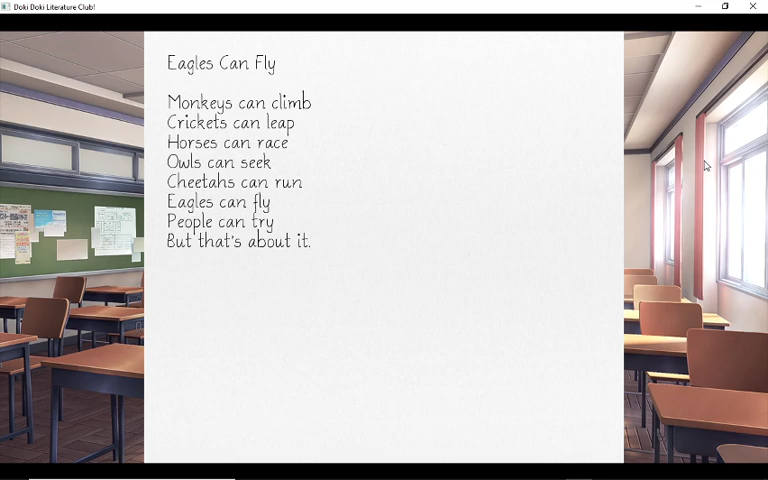 Doki Doki Literature Club!
Eagles Can Fly
Monkeys can climb
Crickets can leap
Horses can race
Owls can seek
Cheetahs can run
Eagles can fly
People can try
But that's about it.